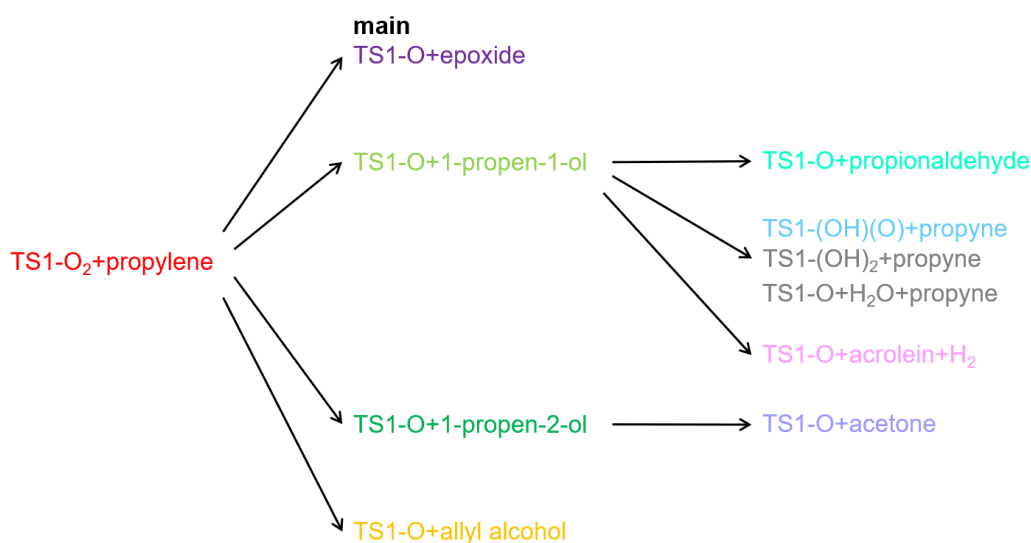 main
TS1-O+epoxide
TS1-O+1-propen-1-ol
TS1-O+propionaldehyde
TS1-(OH)(O)+propyne
TS1-O₂+propylene
TS1-(OH)₂+propyne
TS1-O+H₂O+propyne
TS1-O+acrolein+H₂
TS1-O+1-propen-2-ol
TS1-O+acetone
TS1-O+allyl alcohol